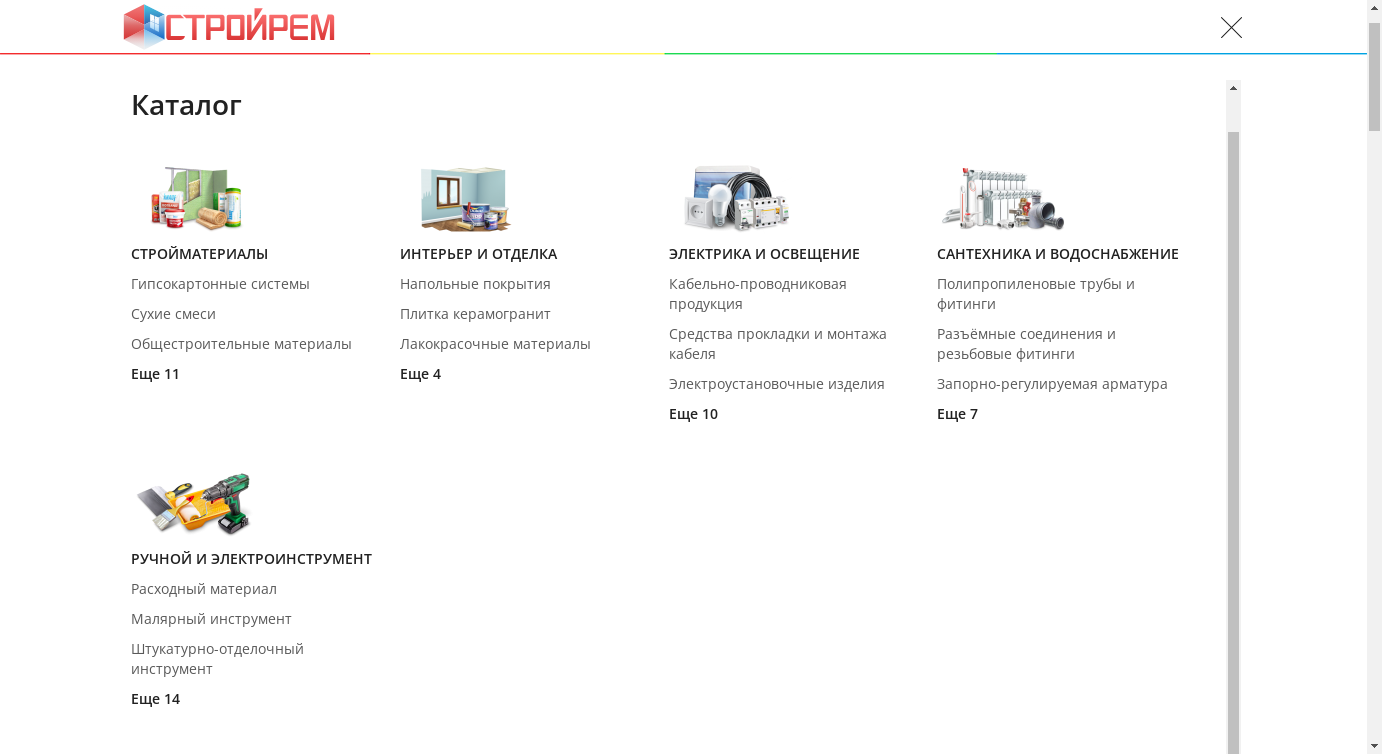 СТРОЙРЕМ
Каталог
СТРОЙМАТЕРИАЛЫ
Гипсокартонные системы
Сухие смеси
Общестроительные материалы
Еще 11
ИНТЕРЬЕР И ОТДЕЛКА
Напольные покрытия
Плитка керамогранит
Лакокрасочные материалы
Еще 4
ЭЛЕКТРИКА И ОСВЕЩЕНИЕ
Кабельно-проводниковая
продукция
Средства прокладки и монтажа
кабеля
Электроустановочные изделия
Еще 10
САНТЕХНИКА И ВОДОСНАБЖЕНИЕ
Полипропиленовые трубы и
фитинги
Разъёмные соединения и
резьбовые фитинги
Запорно-регулируемая арматура
Еще 7
РУЧНОЙ И ЭЛЕКТРОИНСТРУМЕНТ
Расходный материал
Малярный инструмент
Штукатурно-отделочный
инструмент
Еще 14